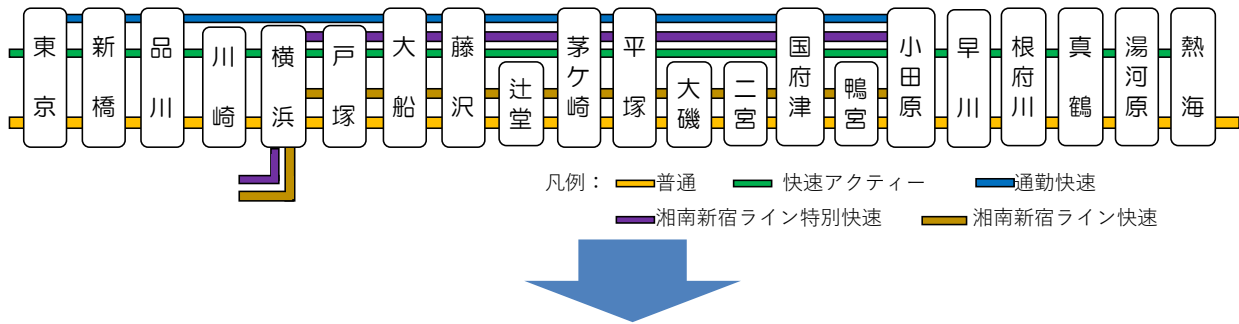 東京
新橋
品川
川崎
横浜
戸塚
大船
藤沢
辻堂
茅ケ崎
平塚
大磯
二宮
国府津
鴨宮
小田原
早川
根府川
真鶴
湯河原
熱海
凡例： 普通 快速アクティー 通勤快速
湘南新宿ライン特別快速 湘南新宿ライン快速